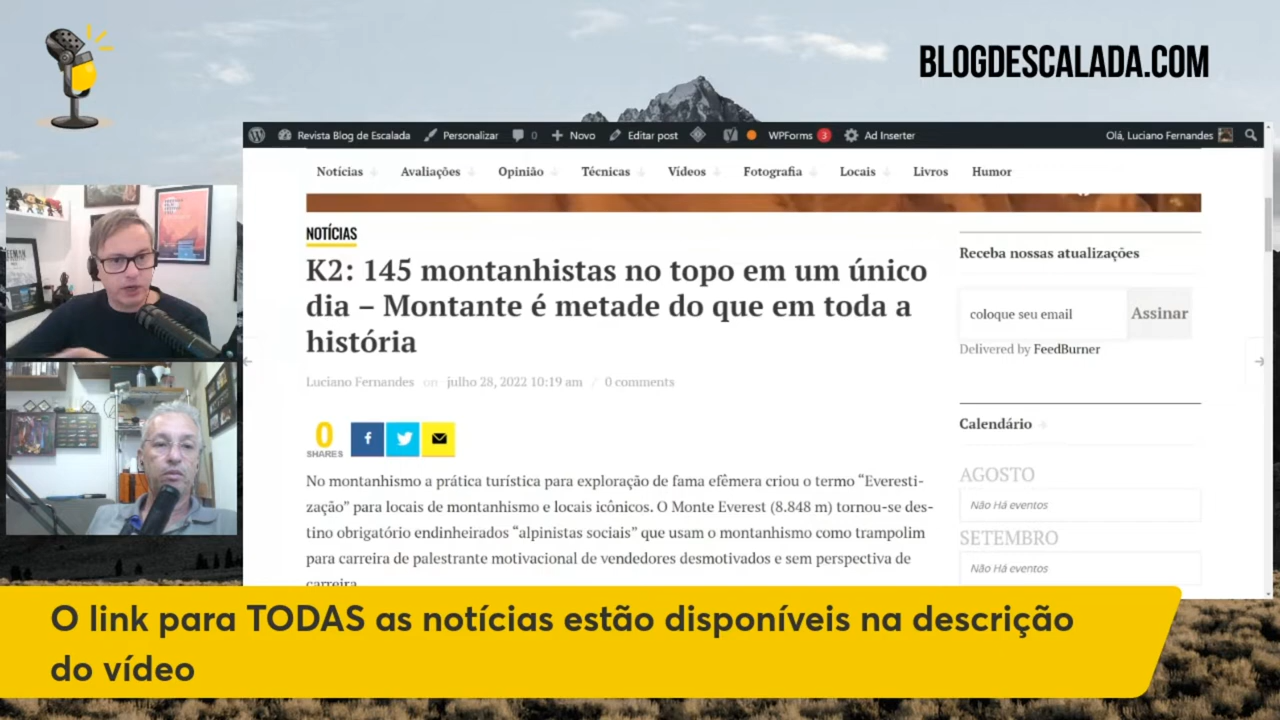 BLOGDESCALADA.COM
Revista Blog de Escalada Personalizar 0 Novo Editar post WPForms 3 Ad Inserter Olá, Luciano Fernandes
Notícias Avaliações Opinião Técnicas Vídeos Fotografia Locais Livros Humor
NOTÍCIAS
K2: 145 montanhistas no topo em um único
dia – Montante é metade do que em toda a
história
Luciano Fernandes on julho 28, 2022 10:19 am / 0 comments
0
SHARES
No montanhismo a prática turística para exploração de fama efêmera criou o termo “Everesti-
zação” para locais de montanhismo e locais icônicos. O Monte Everest (8.848 m) tornou-se des-
tino obrigatório endinheirados “alpinistas sociais” que usam o montanhismo como trampolim
para carreira de palestrante motivacional de vendedores desmotivados e sem perspectiva de
carreira
Receba nossas atualizações
coloque seu email Assinar
Delivered by FeedBurner
Calendário
AGOSTO
Não Há eventos
SETEMBRO
Não Há eventos
O link para TODAS as notícias estão disponíveis na descrição
do vídeo